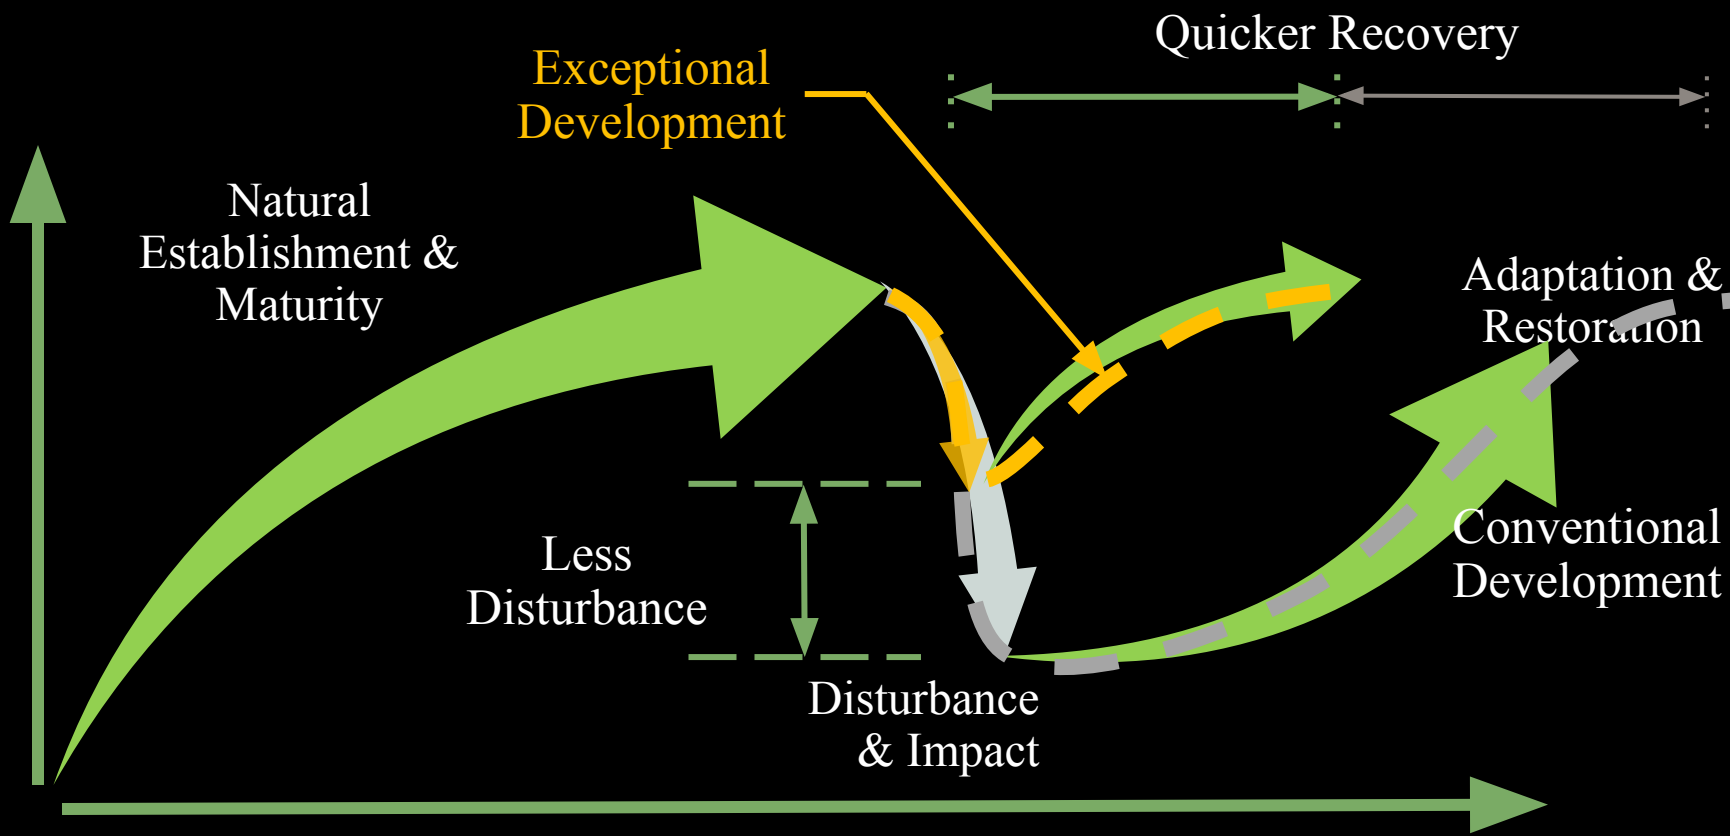 Quicker Recovery
Exceptional
Development
Natural
Establishment &
Maturity
Adaptation &
Restoration
Less
Disturbance
Conventional
Development
Disturbance
& Impact